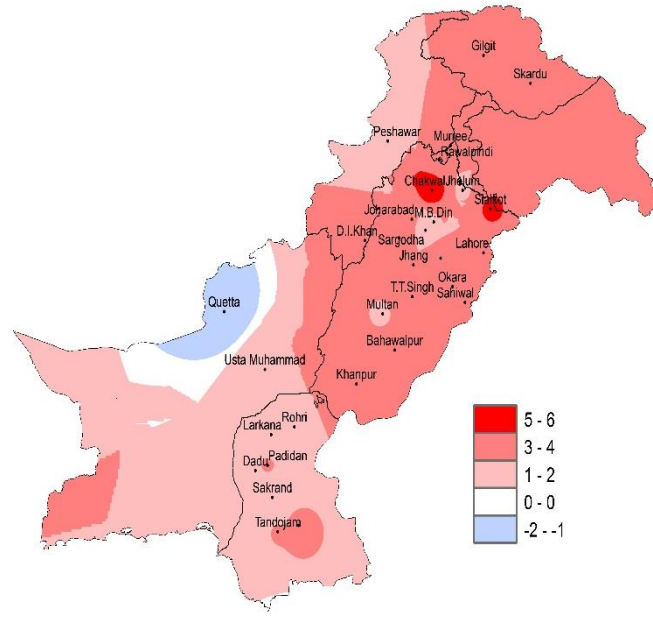 Gilgit
Skardu
Peshawar
Murree
Rawalpindi
Chakwal
Jhelum
Sialkot
Joharabad
M.B.Din
D.I.Khan
Sargodha
Lahore
Jhang
Okara
T.T.Singh
Sahiwal
Quetta
Multan
Bahawalpur
Usta Muhammad
Khanpur
Larkana
Rohri
Dadu
Padidan
Sakrand
Tandojam
5 - 6
3 - 4
1 - 2
0 - 0
-2 - -1